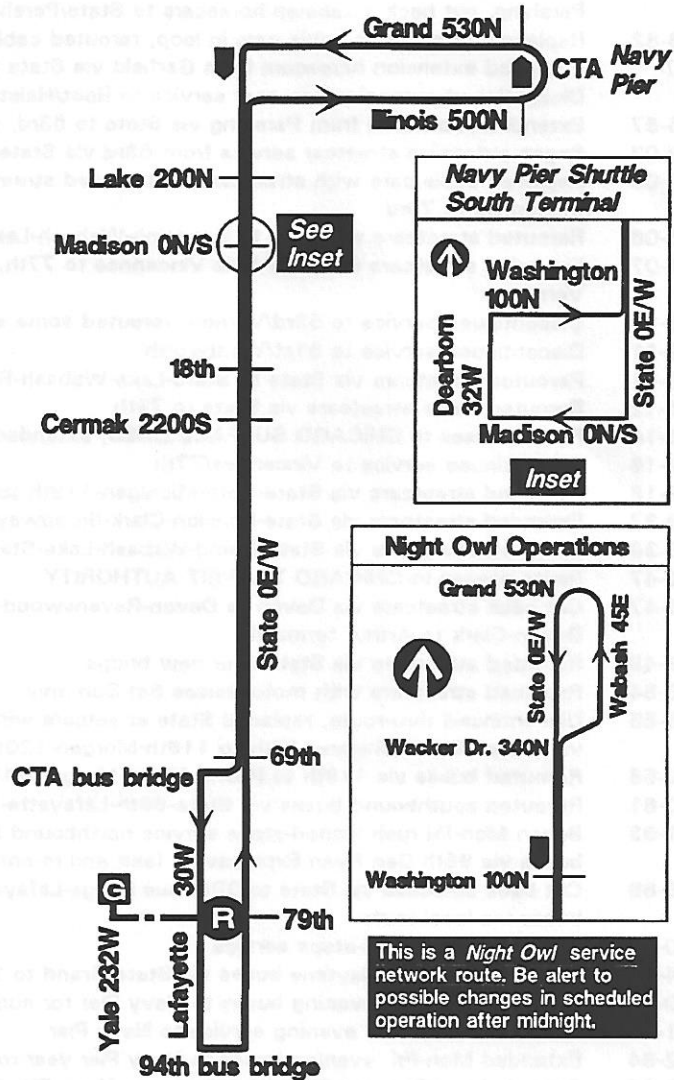 Grand 530N
CTA Navy
Pier
Illinois 500N
Lake 200N
Madison 0N/S
See
Inset
18th
Cermak 2200S
State 0E/W
69th
CTA bus bridge
30W
Lafayette
G
R
79th
Yale 232W
94th bus bridge
Navy Pier Shuttle
South Terminal
Washington
100N
Dearborn
32W
State 0E/W
Madison 0N/S
Inset
Night Owl Operations
Grand 530N
State 0E/W
Wabash 45E
Wacker Dr. 340N
Washington 100N
This is a Night Owl service
network route. Be alert to
possible changes in scheduled
operation after midnight.